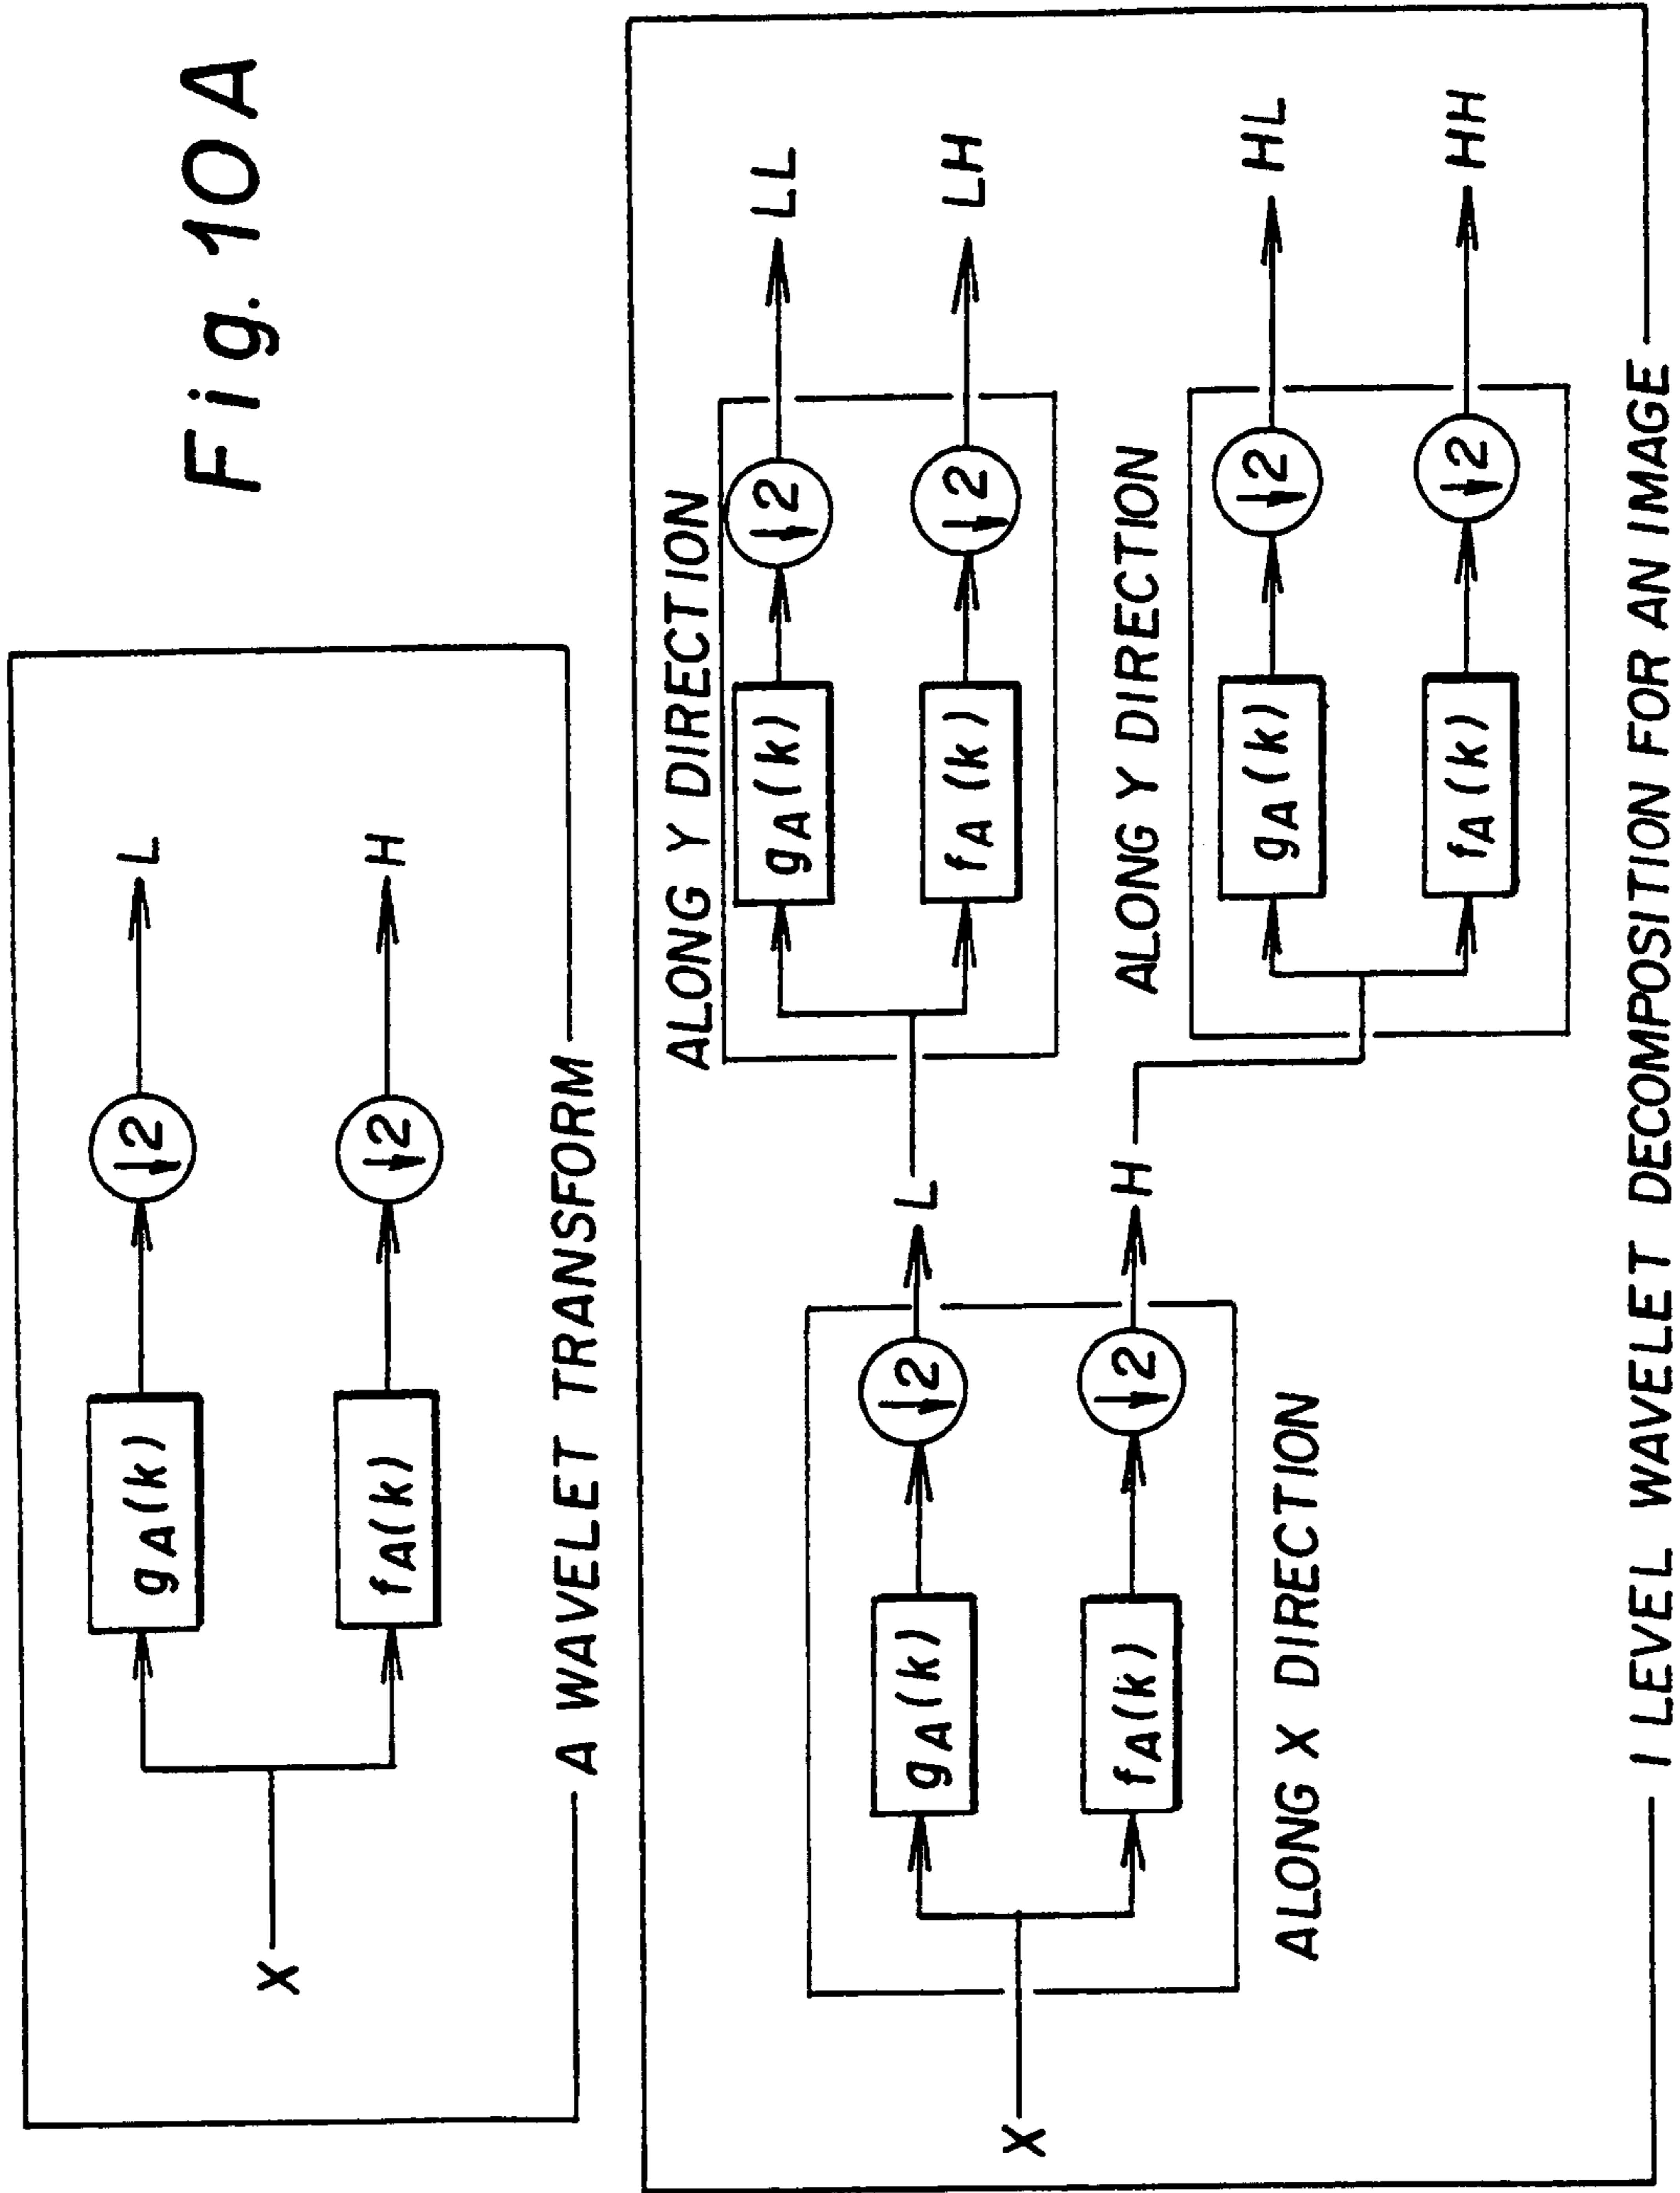 Fig. 10A
X
gA(k)
↓2
L
fA(k)
↓2
H
A WAVELET TRANSFORM
X
gA(k)
↓2
L
fA(k)
↓2
H
ALONG X DIRECTION
ALONG Y DIRECTION
gA(k)
↓2
LL
fA(k)
↓2
LH
ALONG Y DIRECTION
gA(k)
↓2
HL
fA(k)
↓2
HH
1 LEVEL WAVELET DECOMPOSITION FOR AN IMAGE